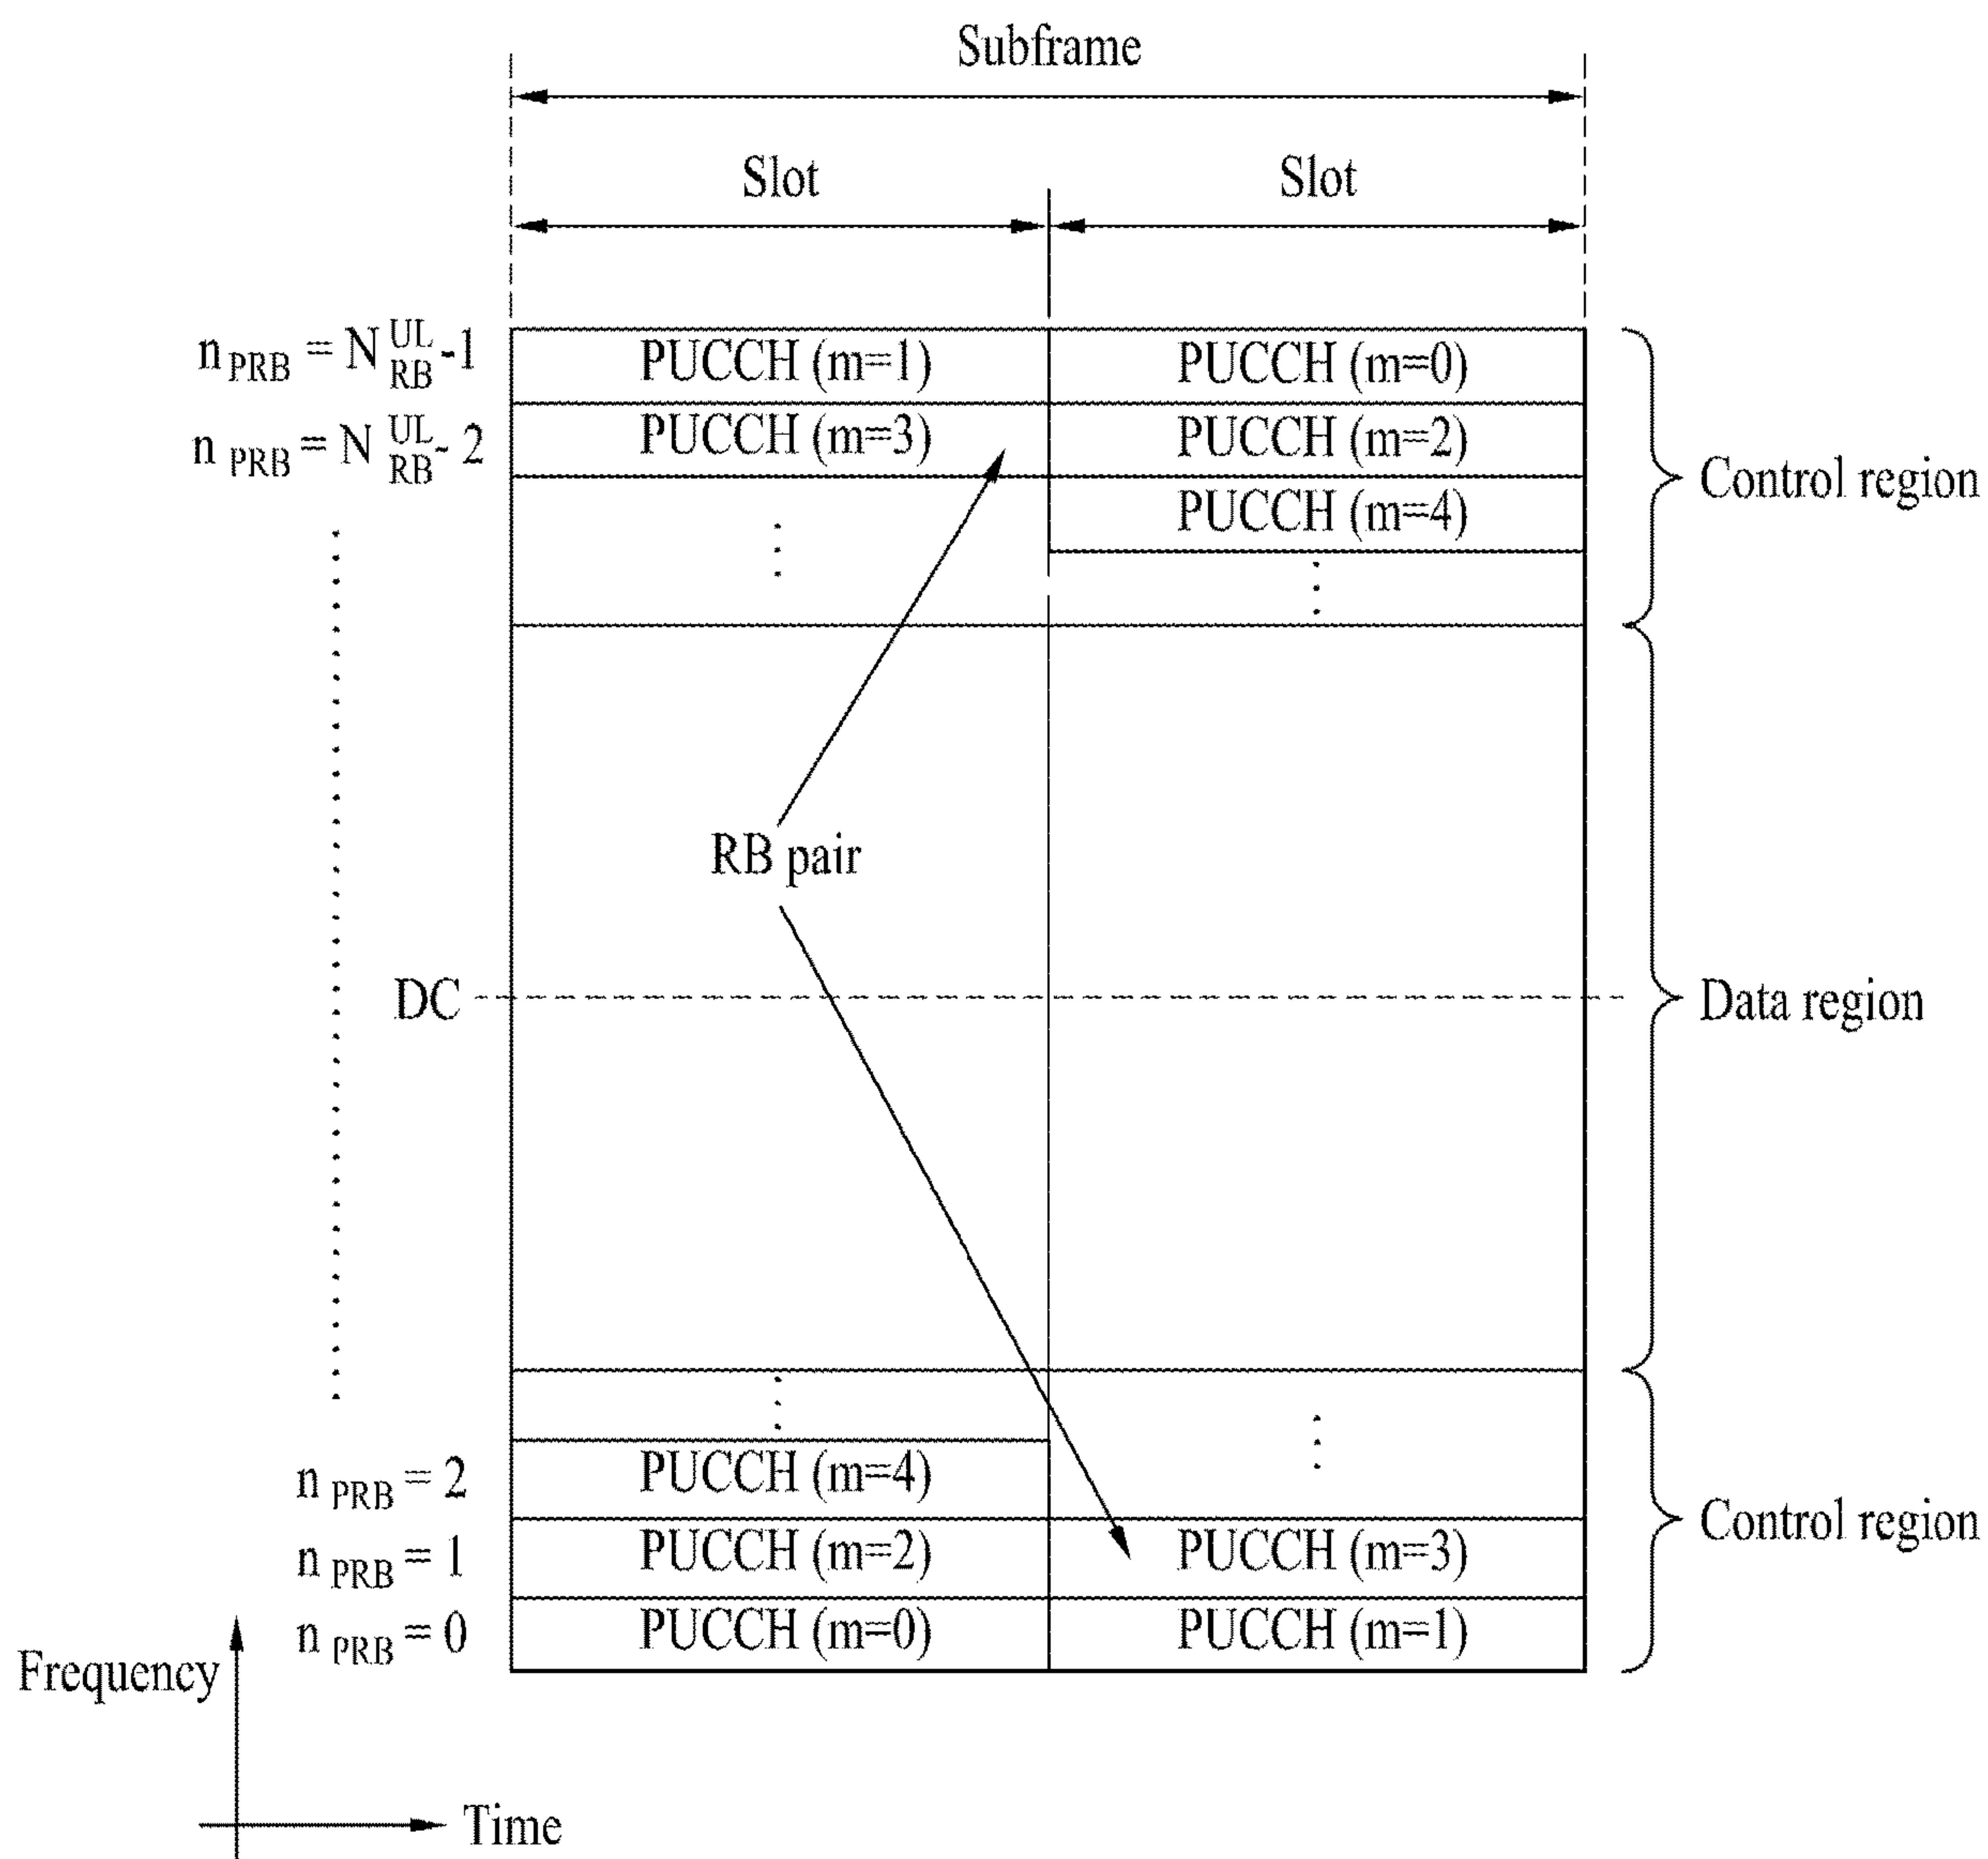 Subframe
Slot Slot
n PRB = N UL RB -1 PUCCH (m=1) PUCCH (m=0)
n PRB = N UL RB - 2 PUCCH (m=3) PUCCH (m=2)
Control region
PUCCH (m=4)
RB pair
DC Data region
n PRB = 2 PUCCH (m=4)
Control region
n PRB = 1 PUCCH (m=2) PUCCH (m=3)
n PRB = 0 PUCCH (m=0) PUCCH (m=1)
Frequency
Time